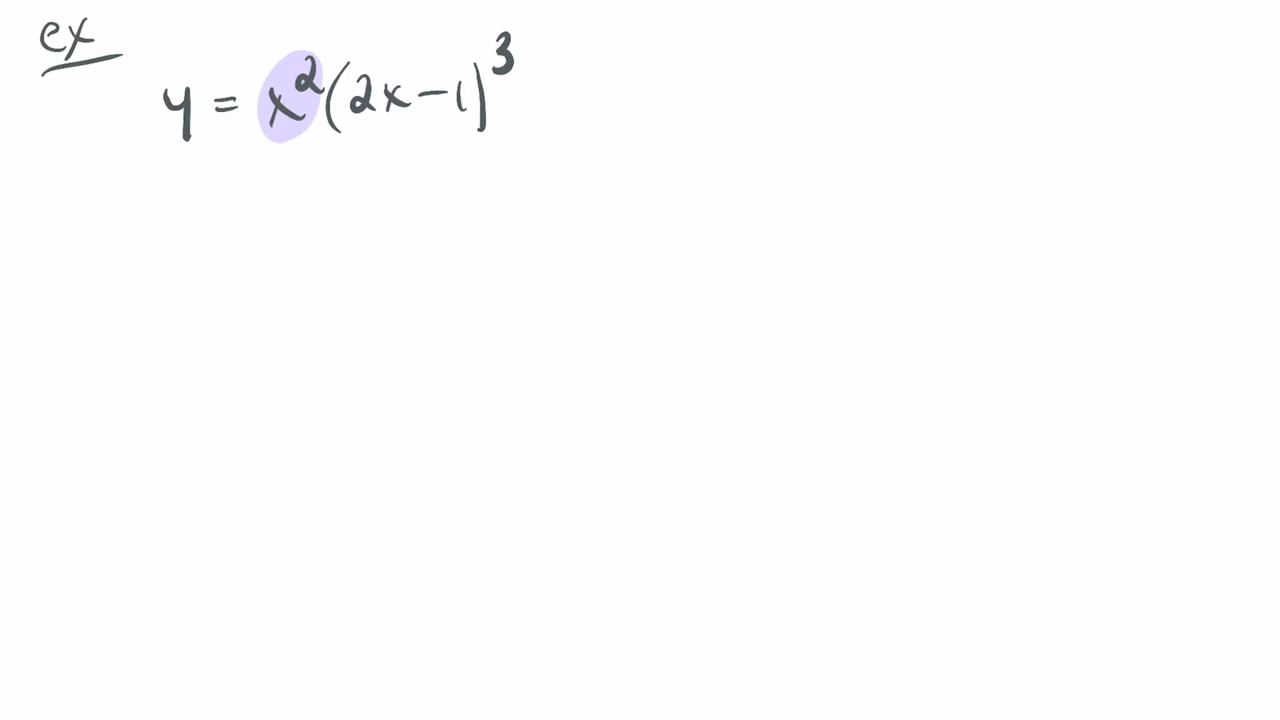 ex
y = x²(2x-1)³